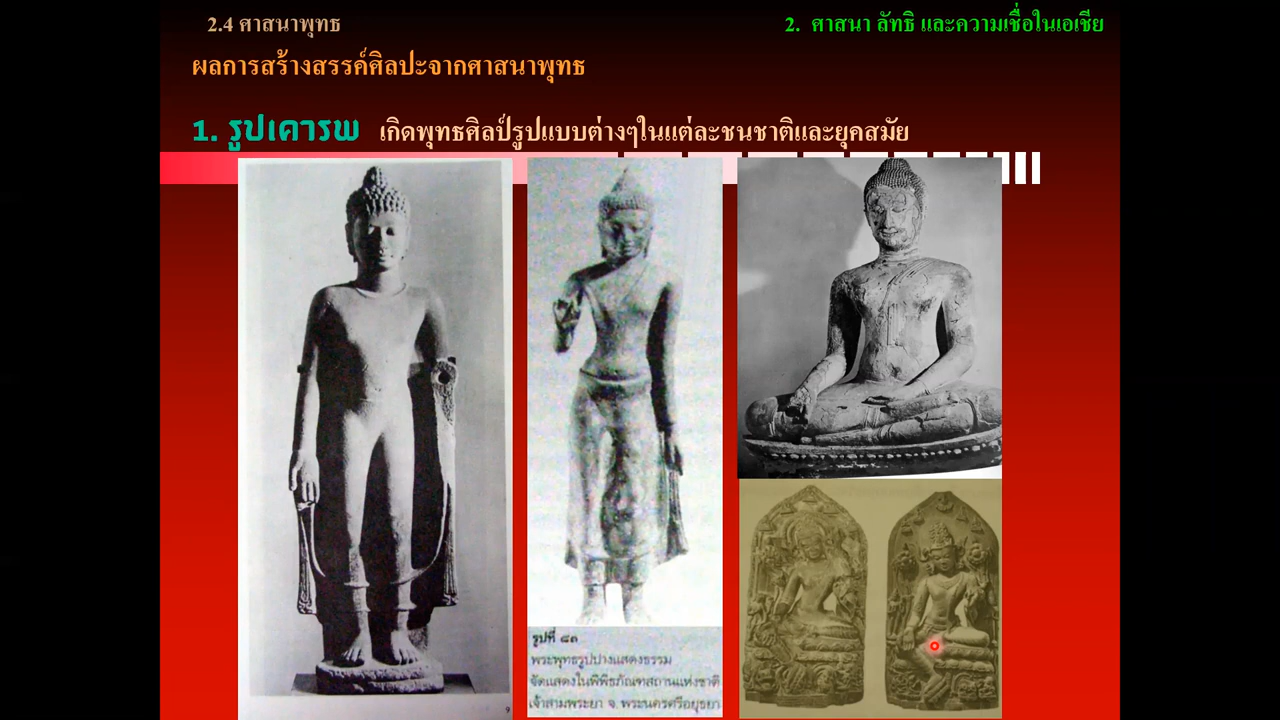 2.4 ศาสนาพุทธ
2. ศาสนา ลัทธิ และความเชื่อในเอเชีย
ผลการสร้างสรรค์ศิลปะจากศาสนาพุทธ
1. รูปเคารพ เกิดพุทธศิลป์รูปแบบต่างๆในแต่ละชนชาติและยุคสมัย
รูปที่ ๘๓
พระพุทธรูปปางแสดงธรรม
จัดแสดงในพิพิธภัณฑสถานแห่งชาติ
เจ้าสามพระยา จ. พระนครศรีอยุธยา
9